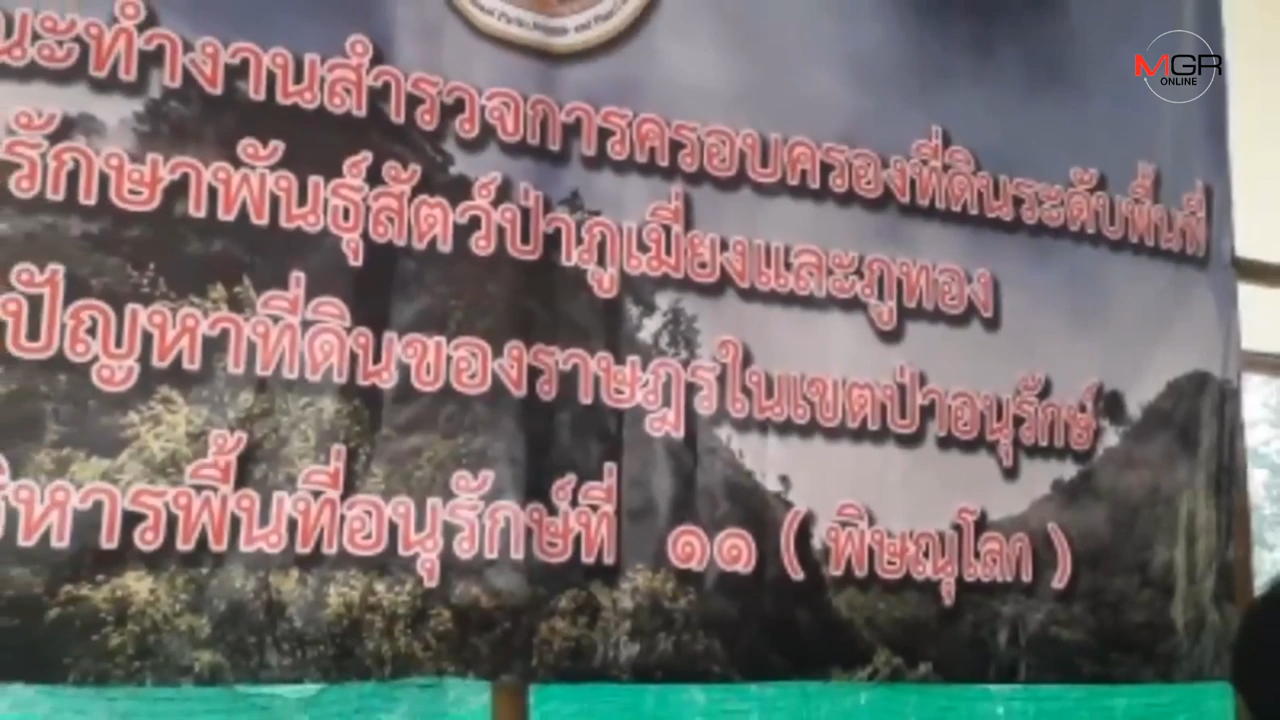 MGR
ONLINE
ณะทำงานสำรวจการครอบครองที่ดินระดับพื้นที่
รักษาพันธุ์สัตว์ป่าภูเมี่ยงและภูทอง
ปัญหาที่ดินของราษฎรในเขตป่าอนุรักษ์
ริหารพื้นที่อนุรักษ์ที่ ๑๑ ( พิษณุโลก )